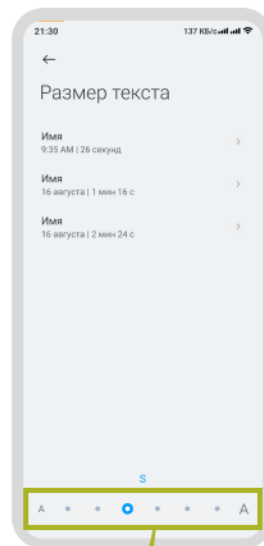 21:30 137 КБ/с
Размер текста
Имя
9:35 AM | 26 секунд
Имя
16 августа | 1 мин 16 с
Имя
16 августа | 2 мин 24 с
S
A A